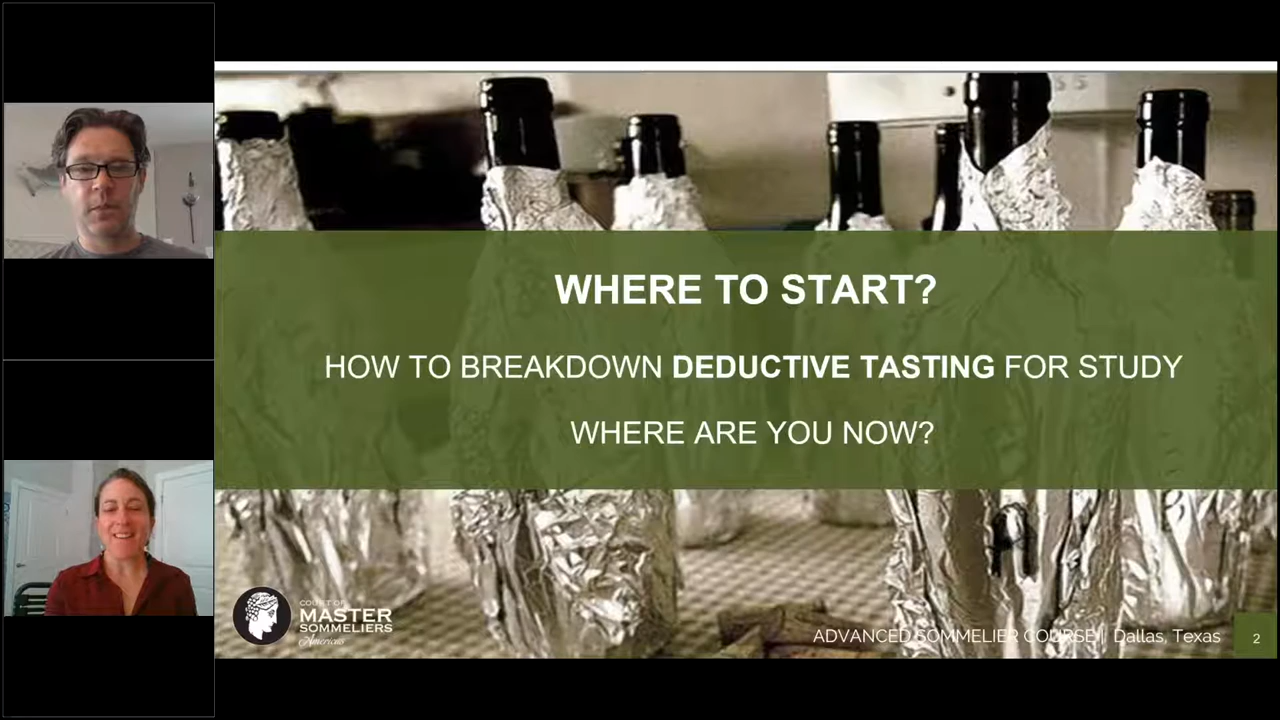 WHERE TO START?
HOW TO BREAKDOWN DEDUCTIVE TASTING FOR STUDY
WHERE ARE YOU NOW?
COURT OF
MASTER
SOMMELIERS
Americas
ADVANCED SOMMELIER COURSE | Dallas, Texas
2